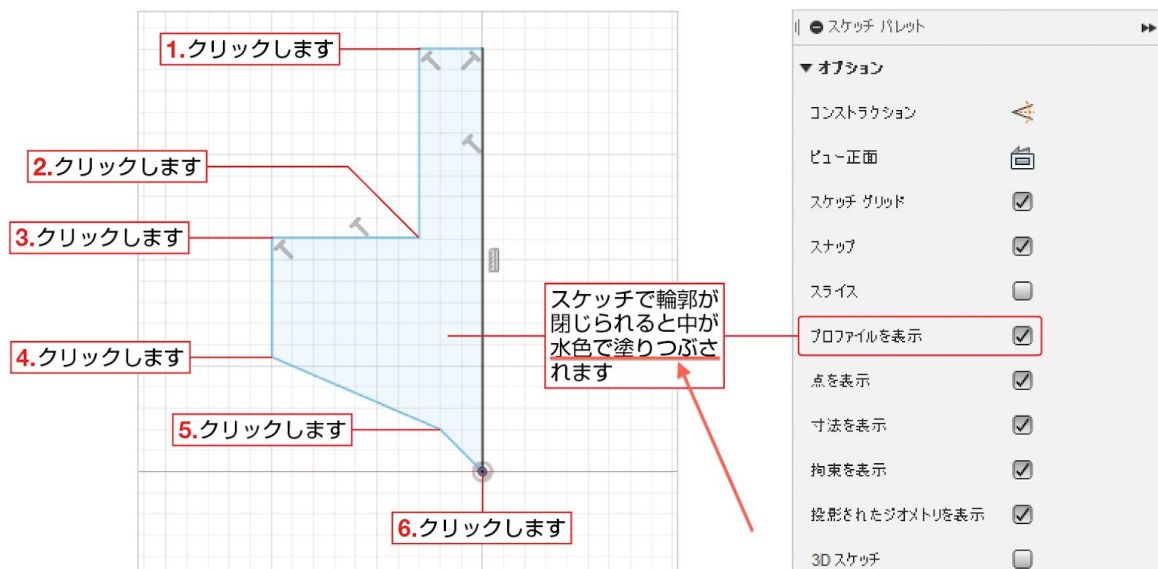 1.クリックします
2.クリックします
3.クリックします
4.クリックします
5.クリックします
6.クリックします
スケッチで輪郭が
閉じられると中が
水色で塗りつぶさ
れます
スケッチ パレット
オプション
コンストラクション
ビュー正面
スケッチ グリッド
スナップ
スライス
プロファイルを表示
点を表示
寸法を表示
拘束を表示
投影されたジオメトリを表示
3D スケッチ